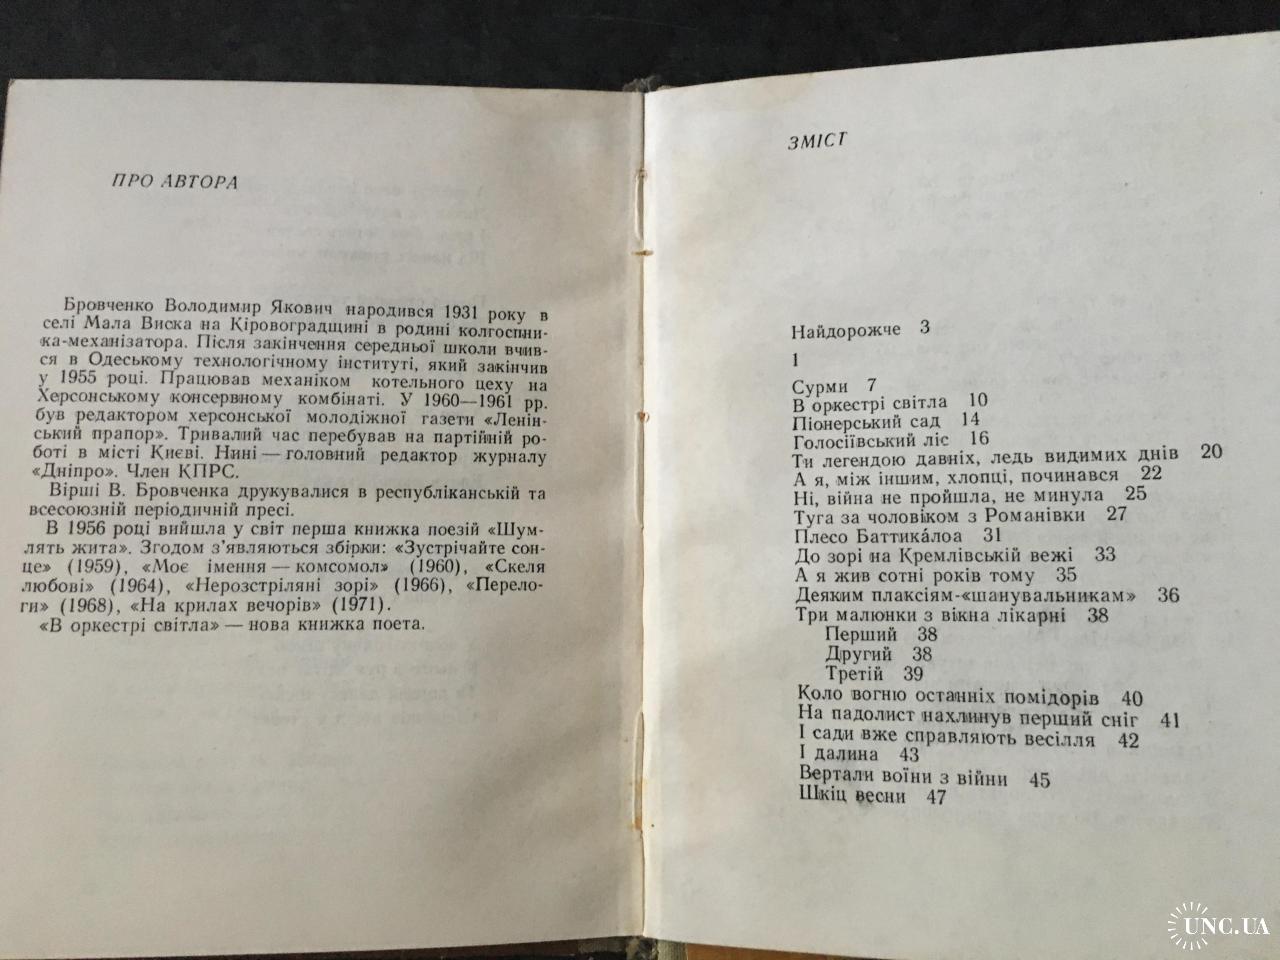 ПРО АВТОРА
Бровченко Володимир Якович народився 1931 року в
селі Мала Виска на Кіровоградщині в родині колгоспни-
ка-механізатора. Після закінчення середньої школи вчив-
ся в Одеському технологічному інституті, який закінчив
у 1955 році. Працював механіком котельного цеху на
Херсонському консервному комбінаті. У 1960—1961 рр.
був редактором херсонської молодіжної газети «Ленін-
ський прапор». Тривалий час перебував на партійній ро-
боті в місті Києві. Нині — головний редактор журналу
«Дніпро». Член КПРС.
Вірші В. Бровченка друкувалися в республіканській та
всесоюзній періодичній пресі.
В 1956 році вийшла у світ перша книжка поезій «Шум-
лять жита». Згодом з'являються збірки: «Зустрічайте сон-
це» (1959), «Моє імення — комсомол» (1960), «Скеля
любові» (1964), «Нерозстріляні зорі» (1966), «Перело-
ги» (1968), «На крилах вечорів» (1971).
«В оркестрі світла» — нова книжка поета.
ЗМІСТ
Найдорожче 3
1
Сурми 7
В оркестрі світла 10
Піонерський сад 14
Голосіївський ліс 16
Ти легендою давніх, ледь видимих днів 20
А я, між іншим, хлопці, починався 22
Ні, війна не пройшла, не минула 25
Туга за чоловіком з Романівки 27
Плесо Баттикалоа 31
До зорі на Кремлівській вежі 33
А я жив сотні років тому 35
Деяким плаксіям-«шанувальникам» 36
Три малюнки з вікна лікарні 38
Перший 38
Другий 38
Третій 39
Коло вогню останніх помідорів 40
На падолист нахлинув перший сніг 41
І сади вже справляють весілля 42
І далина 43
Вертали воїни з війни 45
Шкіц весни 47
UNC.UA